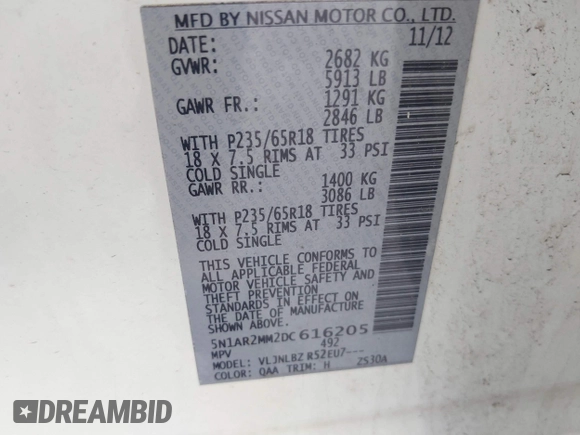 MFD BY NISSAN MOTOR CO., LTD.
DATE: 11/12
GVWR: 2682 KG
5913 LB
GAWR FR.: 1291 KG
2846 LB
WITH P235/65R18 TIRES
18 X 7.5 RIMS AT 33 PSI
COLD SINGLE
GAWR RR.: 1400 KG
3086 LB
WITH P235/65R18 TIRES
18 X 7.5 RIMS AT 33 PSI
COLD SINGLE
THIS VEHICLE CONFORMS TO
ALL APPLICABLE FEDERAL
MOTOR VEHICLE SAFETY AND
THEFT PREVENTION
STANDARDS IN EFFECT ON
THE DATE OF MANUFACTURE
SHOWN ABOVE.
5N1AR2MM2DC616205
MPV 492
MODEL: VLJNLBZ R52EU7---
COLOR: QAA TRIM: H ZS30A
DREAMBID